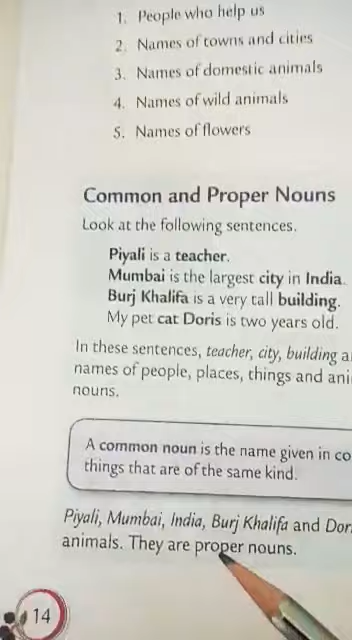 1. People who help us
2. Names of towns and cities
3. Names of domestic animals
4. Names of wild animals
5. Names of flowers
Common and Proper Nouns
Look at the following sentences.
Piyali is a teacher.
Mumbai is the largest city in India.
Burj Khalifa is a very tall building.
My pet cat Doris is two years old.
In these sentences, teacher, city, building
names of people, places, things and
nouns.
A common noun is the name given in
things that are of the same kind.
Piyali, Mumbai, India, Burj Khalifa and
animals. They are proper nouns.
14